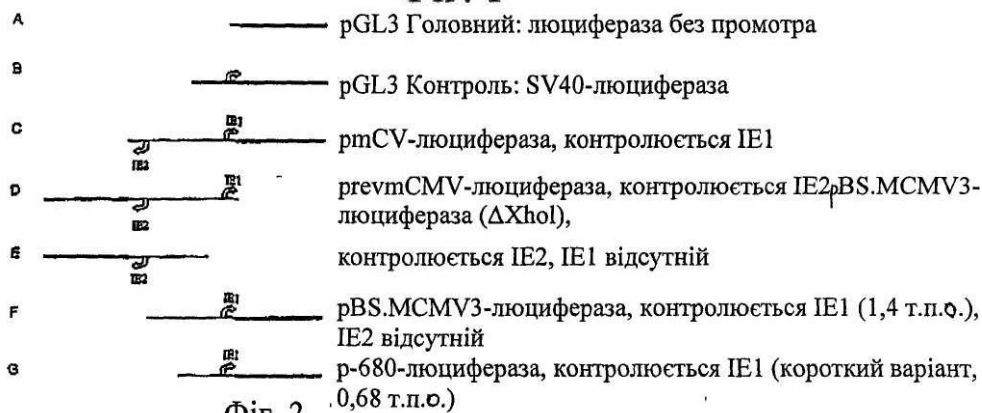 A pGL3 Головний: люцифераза без промотра
B pGL3 Контроль: SV40-люцифераза
C IE1 pmCV-люцифераза, контролюється IE1
IE2
D IE1 prevmCMV-люцифераза, контролюється IE2pBS.MCMV3-
IE2 люцифераза (ΔXhol),
E контролюється IE2, IE1 відсутній
IE2
F IE1 pBS.MCMV3-люцифераза, контролюється IE1 (1,4 т.п.о.),
IE2 відсутній
G IE1 p-680-люцифераза, контролюється IE1 (короткий варіант,
0,68 т.п.о.)
Фіг. 2